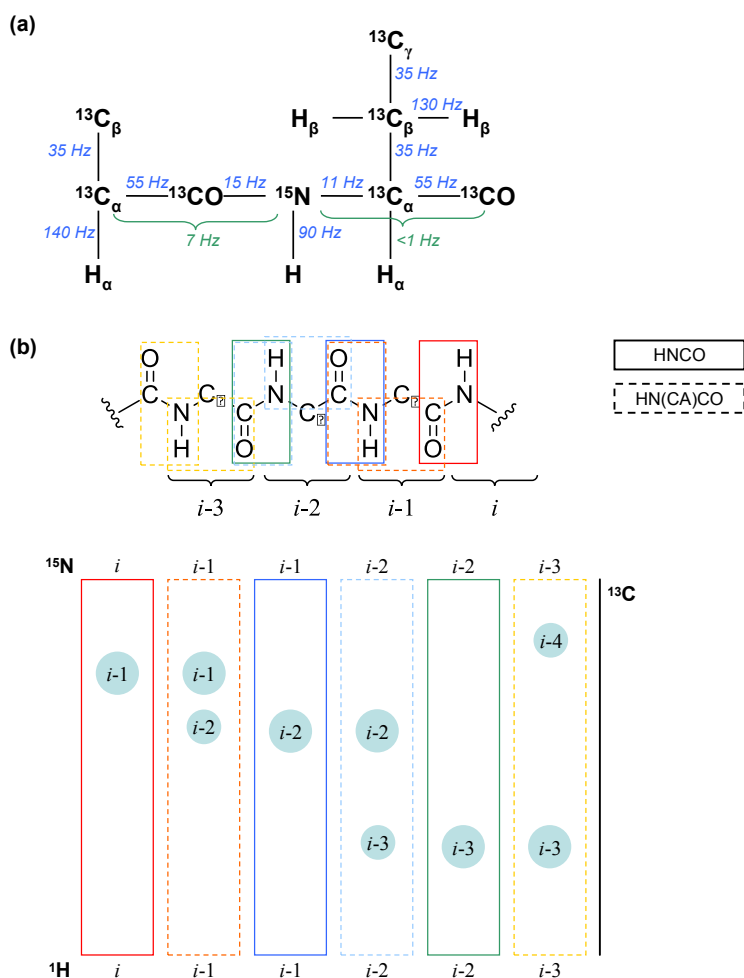 (a)
¹³Cγ
35 Hz
¹³Cβ Hβ ¹³Cβ 130 Hz Hβ
35 Hz 35 Hz
¹³Cα 55 Hz ¹³CO 15 Hz ¹⁵N 11 Hz ¹³Cα 55 Hz ¹³CO
140 Hz 7 Hz 90 Hz <1 Hz
Hα H Hα
(b)
HNCO
HN(CA)CO
O H O H
C N C C N C C N C C N
H O H O
i-3 i-2 i-1 i
¹⁵N i i-1 i-1 i-2 i-2 i-3
¹³C
i-4
i-1 i-1
i-2 i-2 i-2
i-3 i-3 i-3
¹H i i-1 i-1 i-2 i-2 i-3